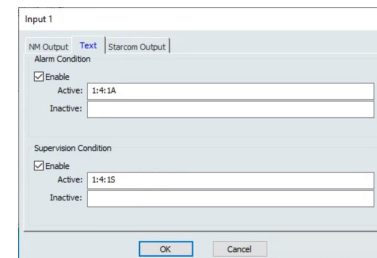 Input 1
NM Output Text Starcom Output
Alarm Condition
Enable
Active: 1:4:1A
Inactive:
Supervision Condition
Enable
Active: 1:4:1S
Inactive:
OK Cancel